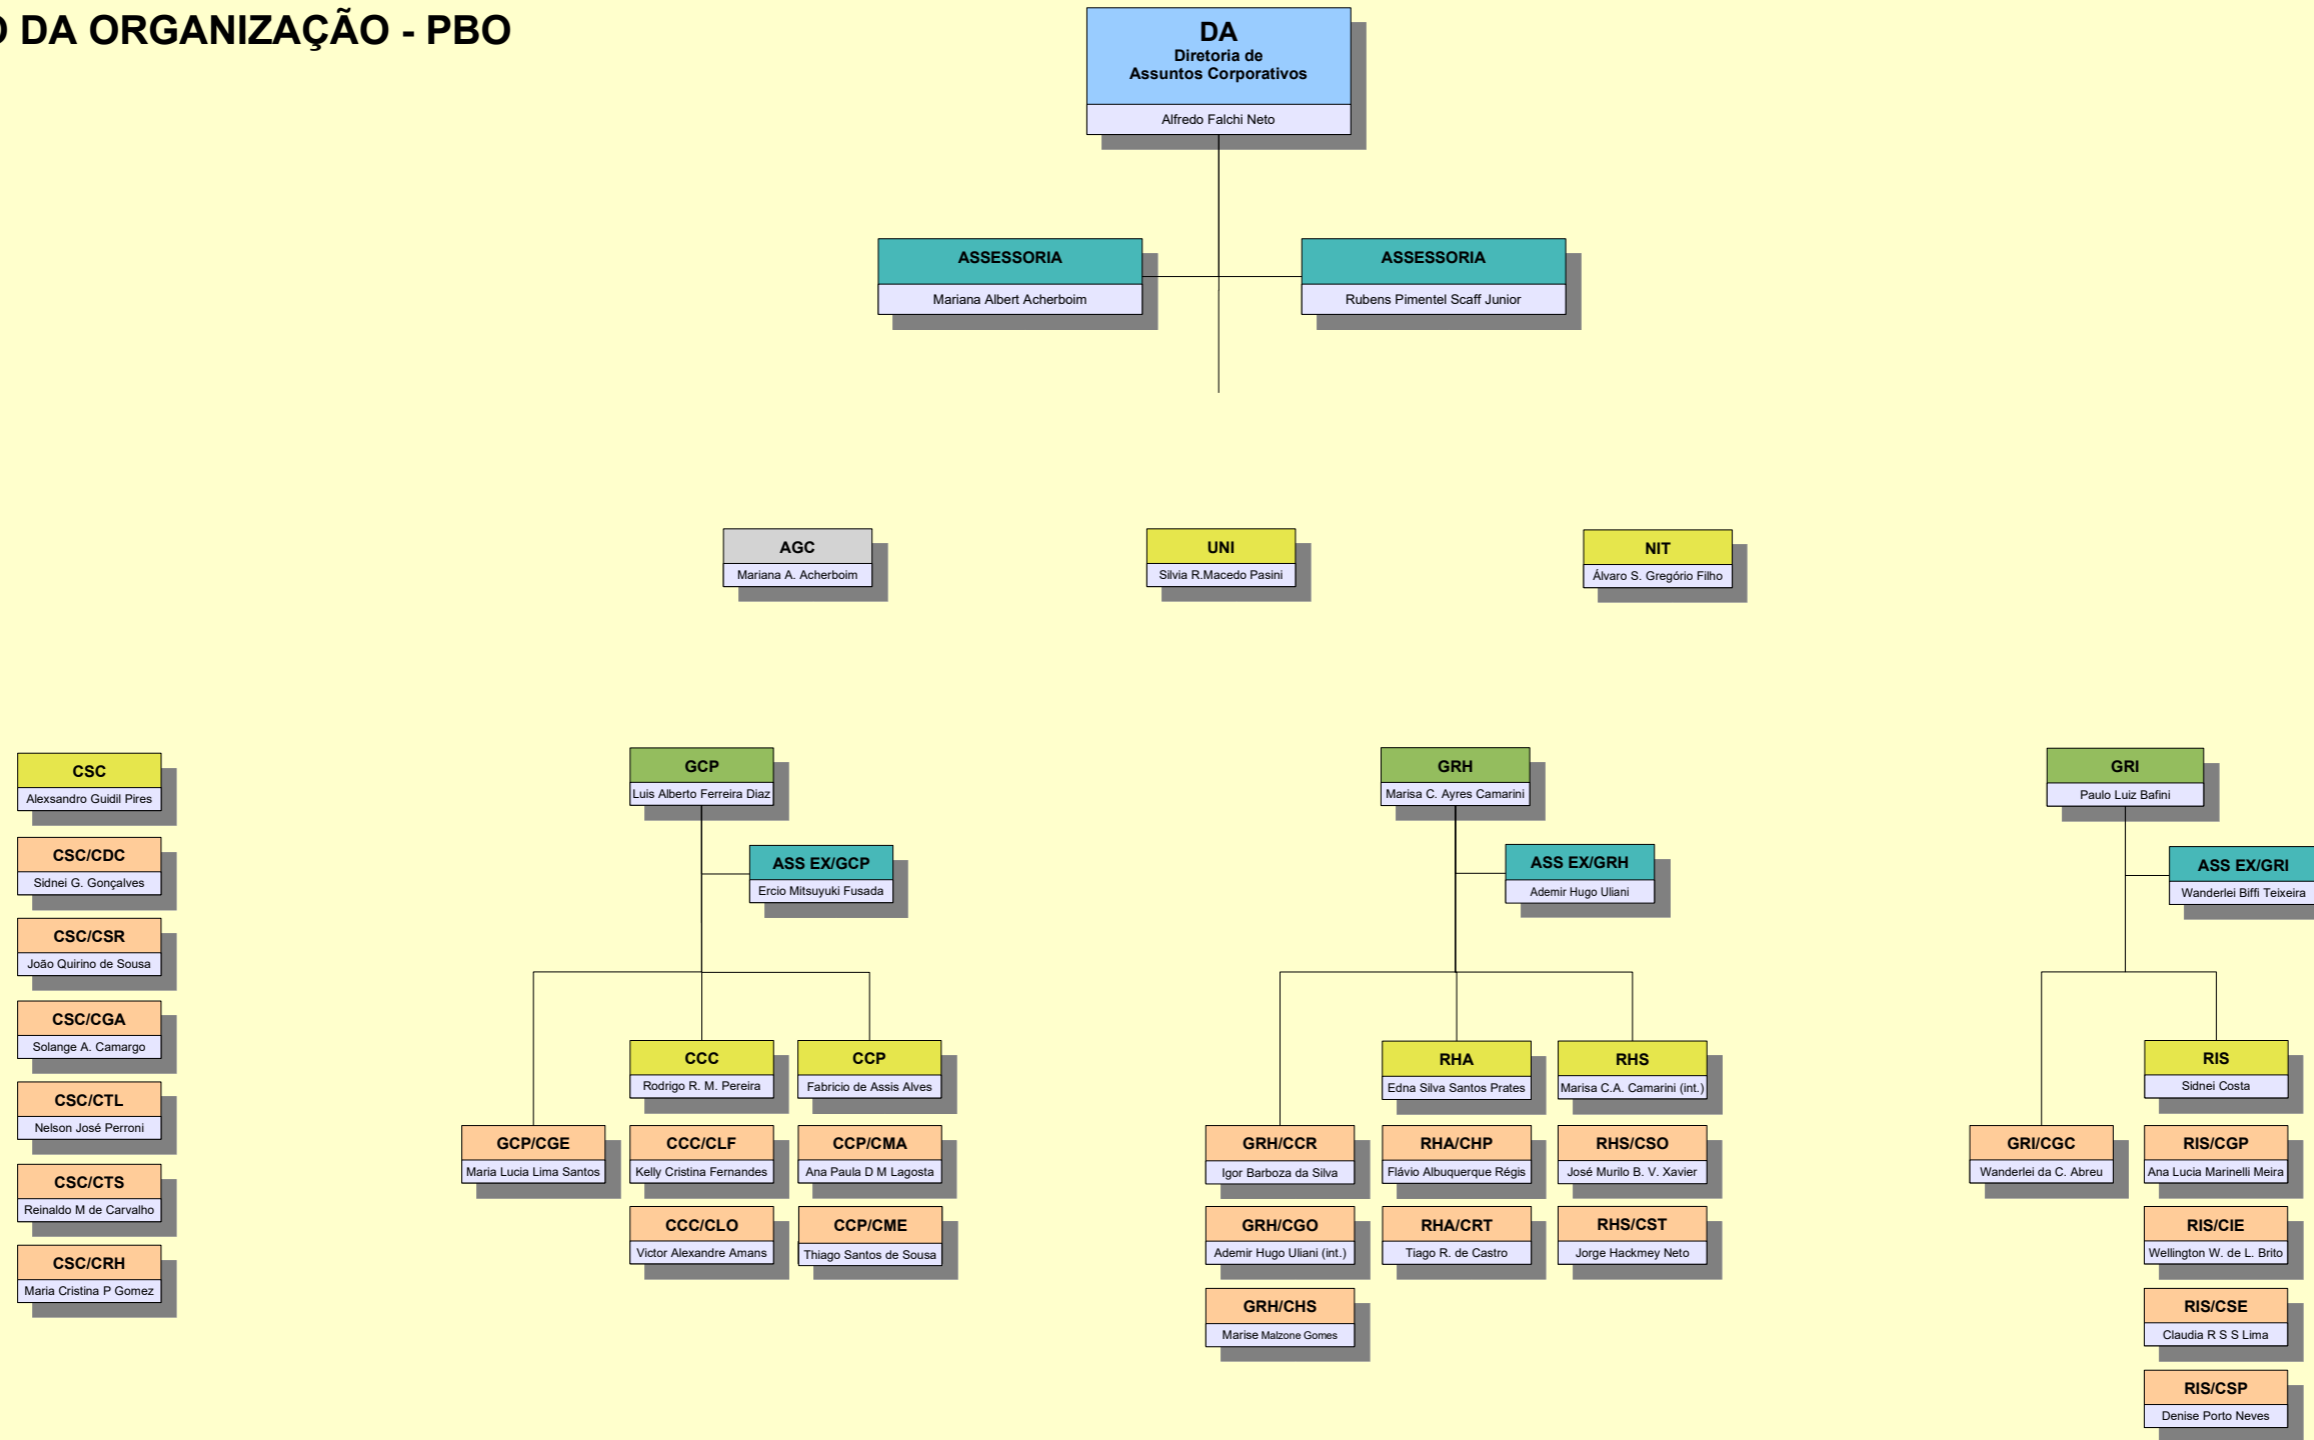 O DA ORGANIZAÇÃO - PBO
DA
Diretoria de
Assuntos Corporativos
Alfredo Falchi Neto
ASSESSORIA
Mariana Albert Acherboim
ASSESSORIA
Rubens Pimentel Scaff Junior
AGC
Mariana A. Acherboim
UNI
Silvia R.Macedo Pasini
NIT
Álvaro S. Gregório Filho
CSC
Alexsandro Guidil Pires
CSC/CDC
Sidnei G. Gonçalves
CSC/CSR
João Quirino de Sousa
CSC/CGA
Solange A. Camargo
CSC/CTL
Nelson José Perroni
CSC/CTS
Reinaldo M de Carvalho
CSC/CRH
Maria Cristina P Gomez
GCP
Luis Alberto Ferreira Diaz
ASS EX/GCP
Ercio Mitsuyuki Fusada
GCP/CGE
Maria Lucia Lima Santos
CCC
Rodrigo R. M. Pereira
CCC/CLF
Kelly Cristina Fernandes
CCC/CLO
Victor Alexandre Amans
CCP
Fabricio de Assis Alves
CCP/CMA
Ana Paula D M Lagosta
CCP/CME
Thiago Santos de Sousa
GRH
Marisa C. Ayres Camarini
ASS EX/GRH
Ademir Hugo Uliani
GRH/CCR
Igor Barboza da Silva
GRH/CGO
Ademir Hugo Uliani (int.)
GRH/CHS
Marise Malzone Gomes
RHA
Edna Silva Santos Prates
RHA/CHP
Flávio Albuquerque Régis
RHA/CRT
Tiago R. de Castro
RHS
Marisa C.A. Camarini (int.)
RHS/CSO
José Murilo B. V. Xavier
RHS/CST
Jorge Hackmey Neto
GRI
Paulo Luiz Bafini
ASS EX/GRI
Wanderlei Biffi Teixeira
GRI/CGC
Wanderlei da C. Abreu
RIS
Sidnei Costa
RIS/CGP
Ana Lucia Marinelli Meira
RIS/CIE
Wellington W. de L. Brito
RIS/CSE
Claudia R S S Lima
RIS/CSP
Denise Porto Neves